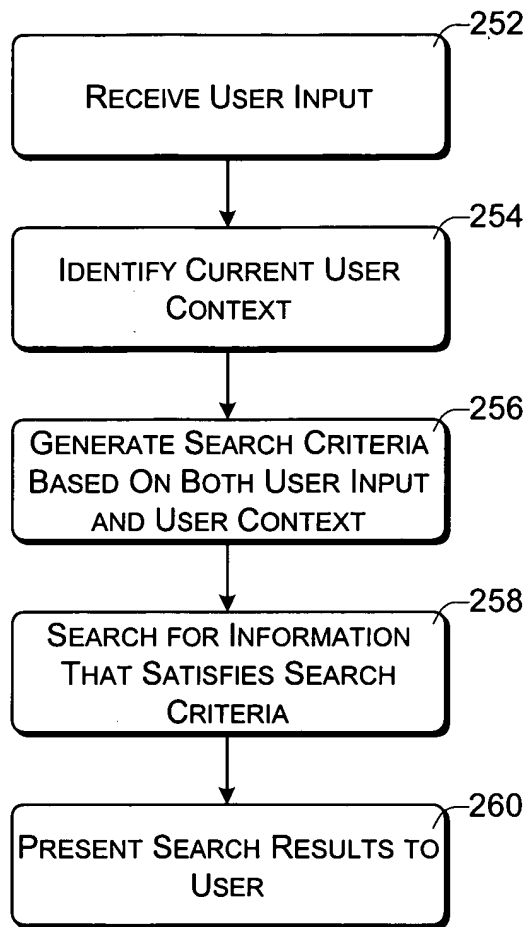 252
RECEIVE USER INPUT
254
IDENTIFY CURRENT USER
CONTEXT
256
GENERATE SEARCH CRITERIA
BASED ON BOTH USER INPUT
AND USER CONTEXT
258
SEARCH FOR INFORMATION
THAT SATISFIES SEARCH
CRITERIA
260
PRESENT SEARCH RESULTS TO
USER